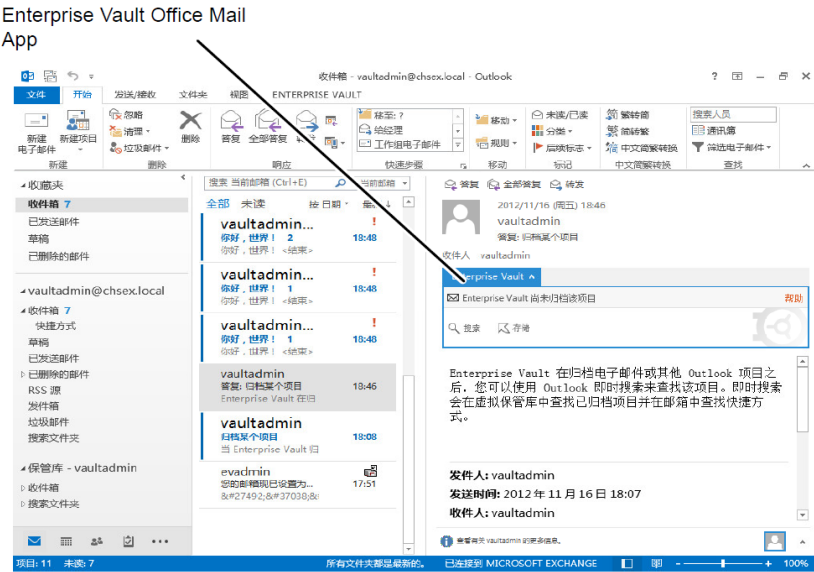 Enterprise Vault Office Mail
App
收件箱 - vaultadmin@chsex.local - Outlook
文件 开始 发送/接收 文件夹 视图 ENTERPRISE VAULT
新建
电子邮件
新建项目
新建
忽略
清理
垃圾邮件
删除
删除
答复 全部答复
响应
移至: ?
给经理
工作组电子邮件
快速步骤
移动
规则
移动
未读/已读
分类
后续标志
标记
简转繁
繁转简
中文简繁转换
中文简繁转换
搜索人员
通讯簿
筛选电子邮件
查找
收藏夹
收件箱 7
已发送邮件
草稿
已删除的邮件
vaultadmin@chsex.local
收件箱 7
快捷方式
草稿
已发送邮件
已删除的邮件
RSS 源
发件箱
垃圾邮件
搜索文件夹
保管库 - vaultadmin
收件箱
搜索文件夹
搜索 当前邮箱 (Ctrl+E) 当前邮箱
全部 未读 按 日期
vaultadmin...
你好，世界！ 2 18:48
你好，世界！ <结束>
vaultadmin...
你好，世界！ 1 18:48
你好，世界！ <结束>
vaultadmin...
你好，世界！ 1 18:48
你好，世界！ <结束>
vaultadmin
答复: 归档某个项目 18:46
Enterprise Vault 在归
vaultadmin
归档某个项目 18:08
当 Enterprise Vault 归
evadmin
您的邮箱现已设置为... 17:51
&#27492;&#37038;&
答复 全部答复 转发
2012/11/16 (周五) 18:46
vaultadmin
答复: 归档某个项目
收件人 vaultadmin
Enterprise Vault
Enterprise Vault 尚未归档该项目 帮助
搜索 存储
Enterprise Vault 在归档电子邮件或其他 Outlook 项目之
后，您可以使用 Outlook 即时搜索来查找该项目。即时搜索
会在虚拟保管库中查找已归档项目并在邮箱中查找快捷方
式。
发件人: vaultadmin
发送时间: 2012 年 11 月 16 日 18:07
收件人: vaultadmin
查看有关 vaultadmin 的更多信息。
项目: 11 未读: 7 所有文件夹都是最新的。 已连接到 MICROSOFT EXCHANGE 100%